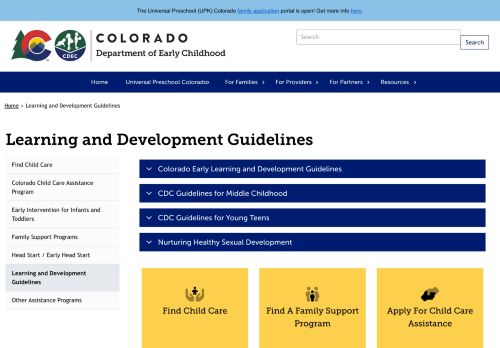 The Universal Preschool (UPK) Colorado family application portal is open! Get more info here.
CDEC
COLORADO
Department of Early Childhood
Search
Search
Home
Universal Preschool Colorado
For Families
For Providers
For Partners
Resources
Home › Learning and Development Guidelines
Learning and Development Guidelines
Find Child Care
Colorado Child Care Assistance
Program
Early Intervention for Infants and
Toddlers
Family Support Programs
Head Start / Early Head Start
Learning and Development
Guidelines
Other Assistance Programs
Colorado Early Learning and Development Guidelines
CDC Guidelines for Middle Childhood
CDC Guidelines for Young Teens
Nurturing Healthy Sexual Development
Find Child Care
Find A Family Support
Program
Apply For Child Care
Assistance